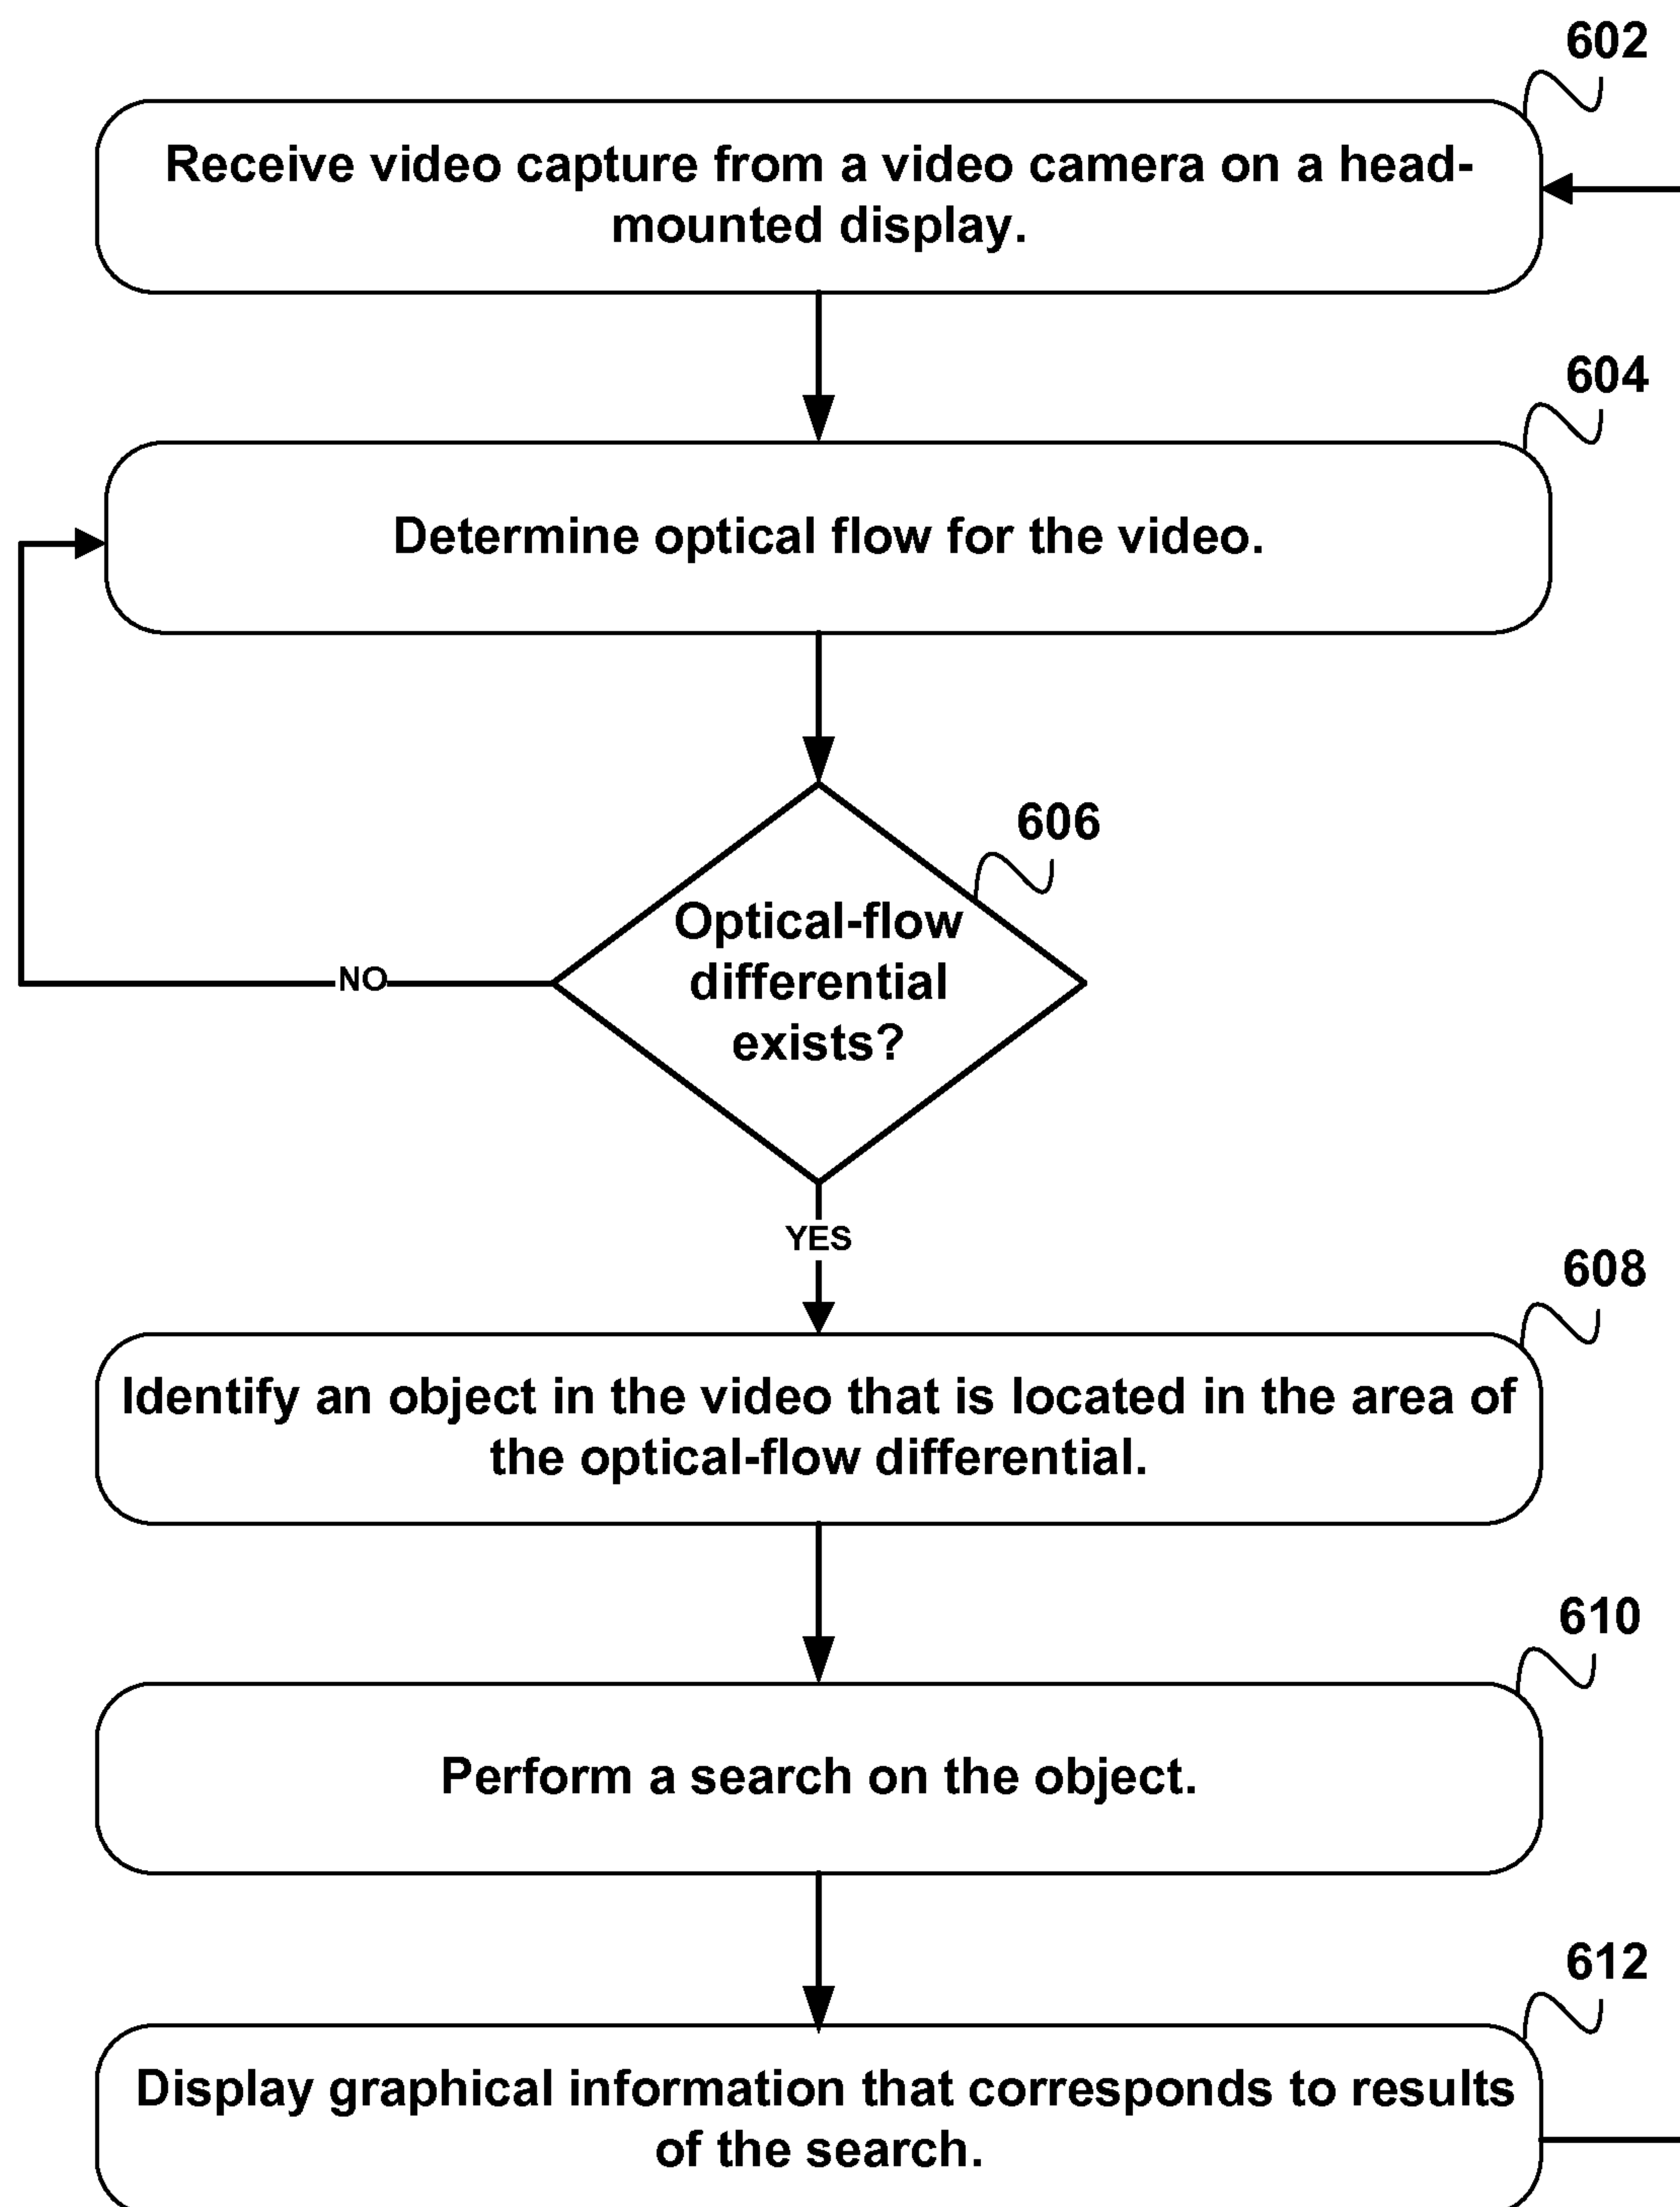 602
Receive video capture from a video camera on a head-
mounted display.
604
Determine optical flow for the video.
606
Optical-flow
differential
exists?
NO
YES
608
Identify an object in the video that is located in the area of
the optical-flow differential.
610
Perform a search on the object.
612
Display graphical information that corresponds to results
of the search.